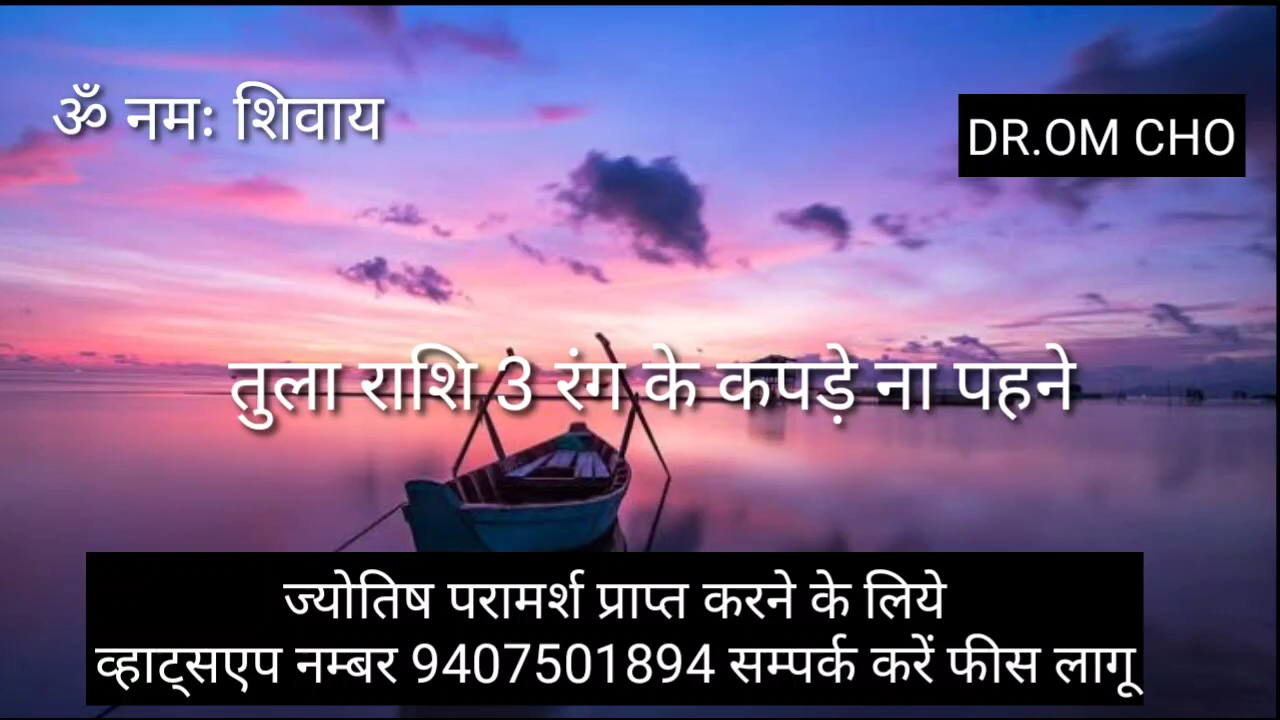 ॐ नमः शिवाय
DR.OM CHO
तुला राशि 3 रंग के कपड़े ना पहने
ज्योतिष परामर्श प्राप्त करने के लिये
व्हाट्सएप नम्बर 9407501894 सम्पर्क करें फीस लागू